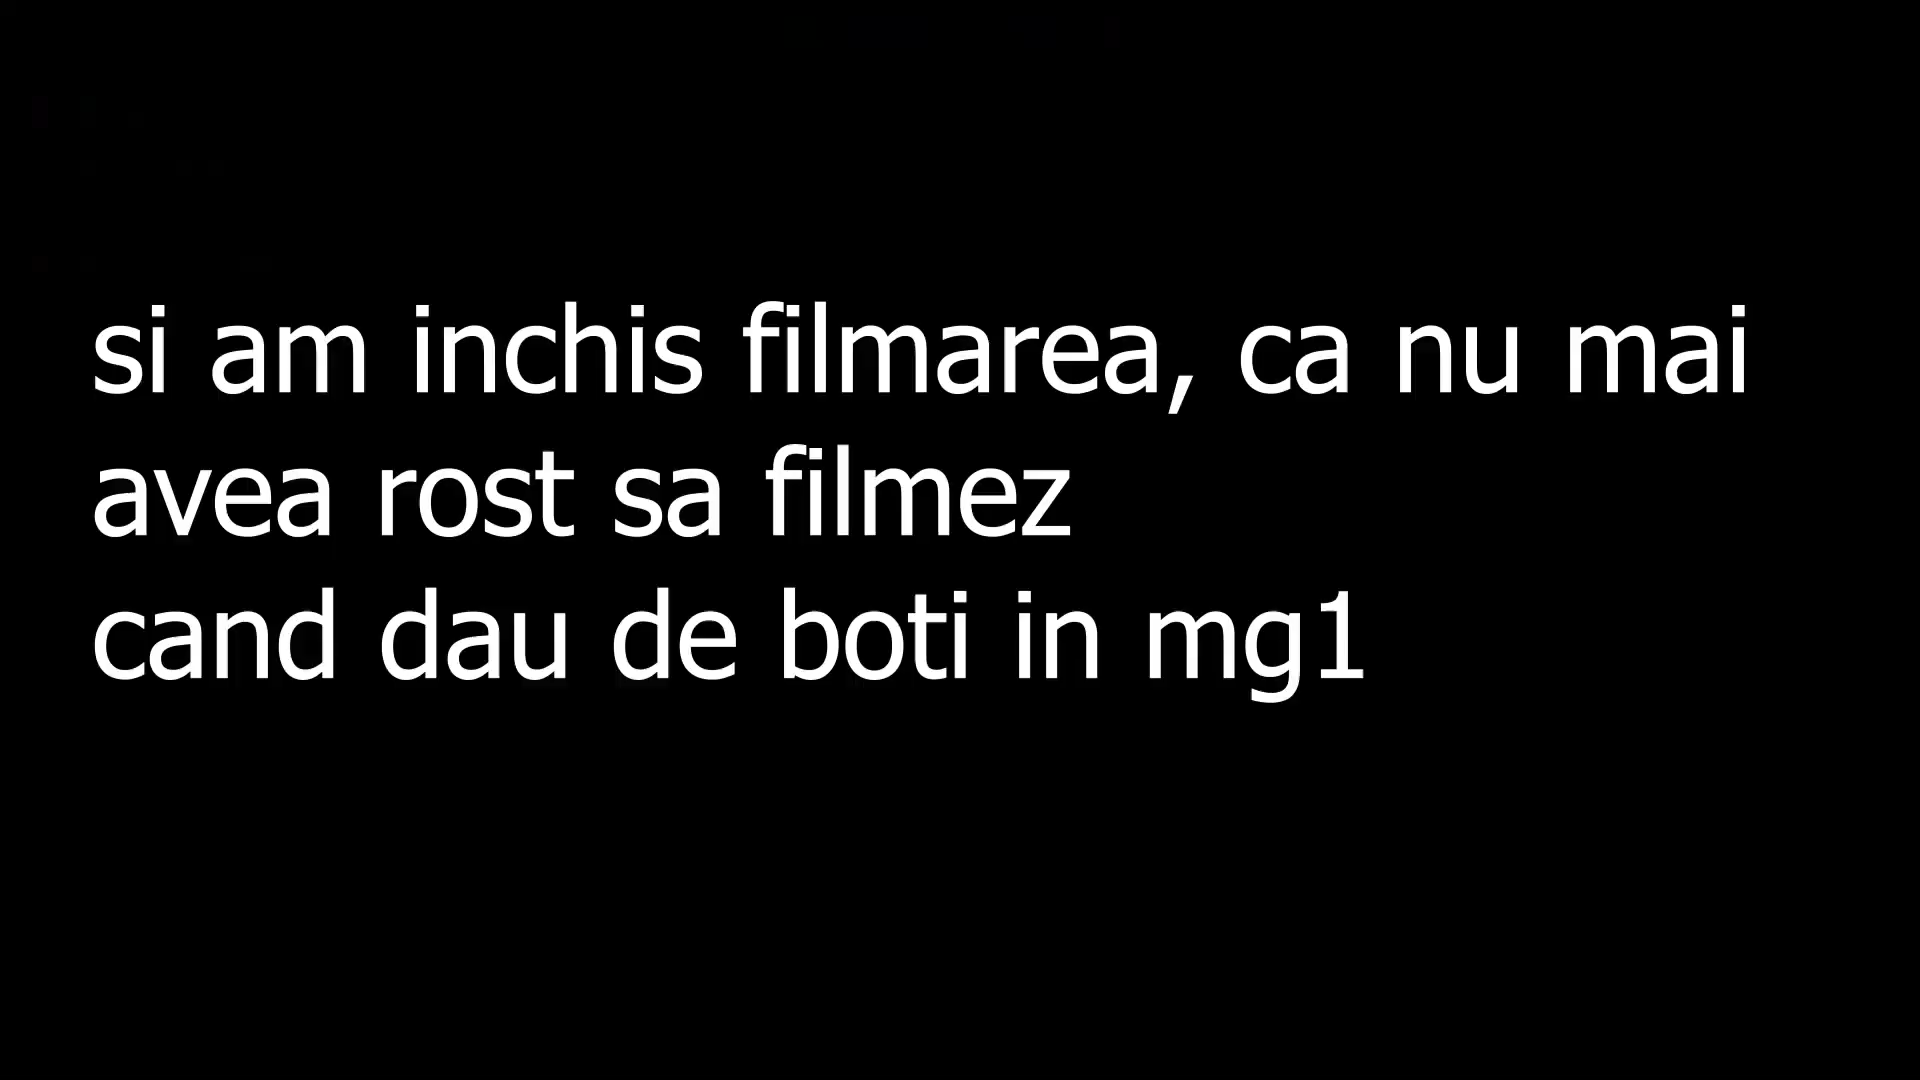 si am inchis filmarea, ca nu mai
avea rost sa filmez
cand dau de boti in mg1